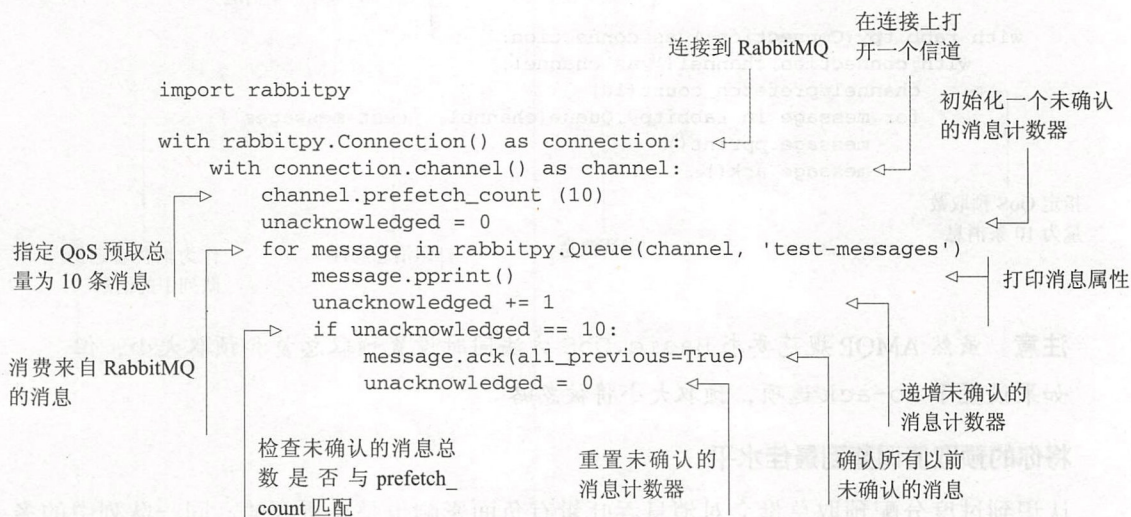 在连接上打
开一个信道
连接到 RabbitMQ
初始化一个未确认
的消息计数器
import rabbitpy
with rabbitpy.Connection() as connection:
with connection.channel() as channel:
channel.prefetch_count (10)
unacknowledged = 0
for message in rabbitpy.Queue(channel, 'test-messages')
message.pprint()
unacknowledged += 1
if unacknowledged == 10:
message.ack(all_previous=True)
unacknowledged = 0
指定 QoS 预取总
量为 10 条消息
打印消息属性
消费来自 RabbitMQ
的消息
递增未确认的
消息计数器
检查未确认的消息总
数是否与 prefetch_
count 匹配
重置未确认的
消息计数器
确认所有以前
未确认的消息